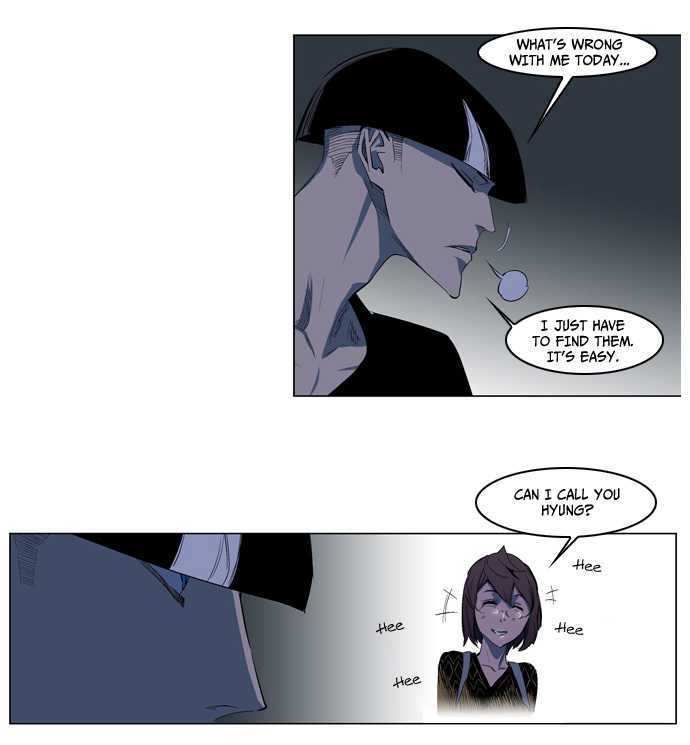 WHAT'S WRONG
WITH ME TODAY...
I JUST HAVE
TO FIND THEM.
IT'S EASY.
CAN I CALL YOU
HYUNG?
Hee
Hee
Hee
Hee